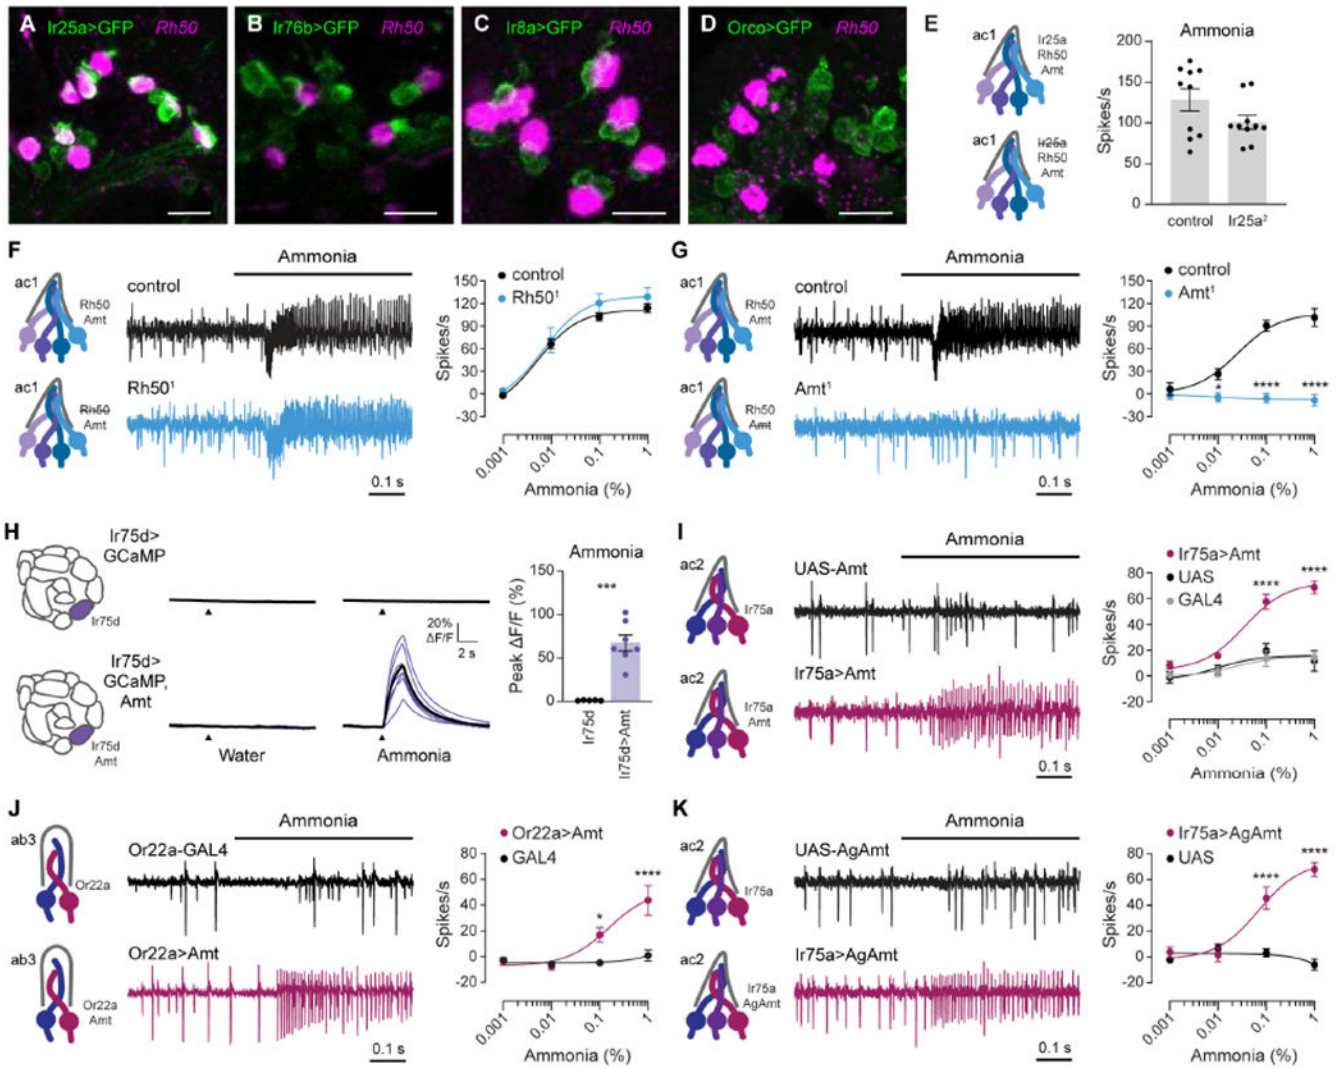 A Ir25a>GFP Rh50
B Ir76b>GFP Rh50
C Ir8a>GFP Rh50
D Orco>GFP Rh50
E
ac1
Ir25a
Rh50
Amt
ac1
Ir25a
Rh50
Amt
Ammonia
Spikes/s
200
150
100
50
0
control
Ir25a²
F
ac1
Rh50
Amt
ac1
Rh50
Amt
Ammonia
control
Rh50¹
0.1 s
control
Rh50¹
Spikes/s
150
120
90
60
30
0
-30
0.001
0.01
0.1
1
Ammonia (%)
G
ac1
Rh50
Amt
ac1
Rh50
Amt
Ammonia
control
Amt¹
0.1 s
control
Amt¹
Spikes/s
150
120
90
60
30
0
-30
*
****
****
0.001
0.01
0.1
1
Ammonia (%)
H
Ir75d>
GCaMP
Ir75d
Ir75d>
GCaMP,
Amt
Ir75d
Amt
Water
20%
ΔF/F
2 s
Ammonia
Ammonia
***
Peak ΔF/F (%)
150
100
50
0
Ir75d
Ir75d>Amt
I
ac2
Ir75a
ac2
Ir75a
Amt
Ammonia
UAS-Amt
Ir75a>Amt
0.1 s
Ir75a>Amt
UAS
GAL4
****
****
Spikes/s
80
60
40
20
0
-20
0.001
0.01
0.1
1
Ammonia (%)
J
ab3
Or22a
ab3
Or22a
Amt
Ammonia
Or22a-GAL4
Or22a>Amt
0.1 s
Or22a>Amt
GAL4
*
****
Spikes/s
80
60
40
20
0
-20
0.001
0.01
0.1
1
Ammonia (%)
K
ac2
Ir75a
ac2
Ir75a
AgAmt
Ammonia
UAS-AgAmt
Ir75a>AgAmt
0.1 s
Ir75a>AgAmt
UAS
****
****
Spikes/s
80
60
40
20
0
-20
0.001
0.01
0.1
1
Ammonia (%)